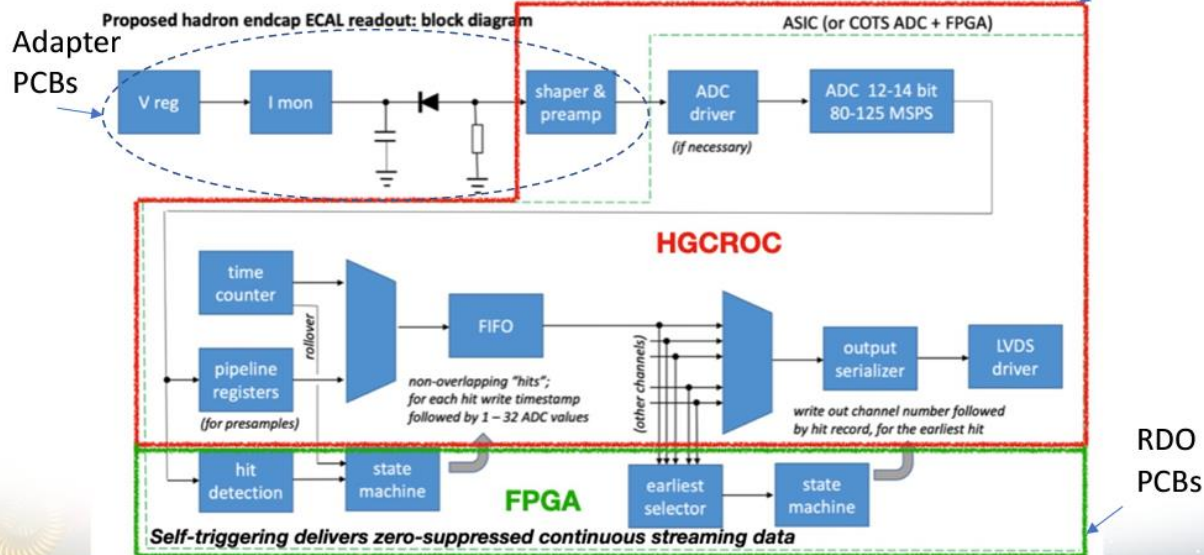 Proposed hadron endcap ECAL readout: block diagram
ASIC (or COTS ADC + FPGA)
Adapter
PCBs
V reg
I mon
shaper &
preamp
ADC
driver
(if necessary)
ADC 12-14 bit
80-125 MSPS
HGCROC
time
counter
rollover
pipeline
registers
(for presamples)
FIFO
non-overlapping "hits";
for each hit write timestamp
followed by 1 – 32 ADC values
(other channels)
output
serializer
LVDS
driver
write out channel number followed
by hit record, for the earliest hit
hit
detection
state
machine
FPGA
earliest
selector
state
machine
RDO
PCBs
Self-triggering delivers zero-suppressed continuous streaming data